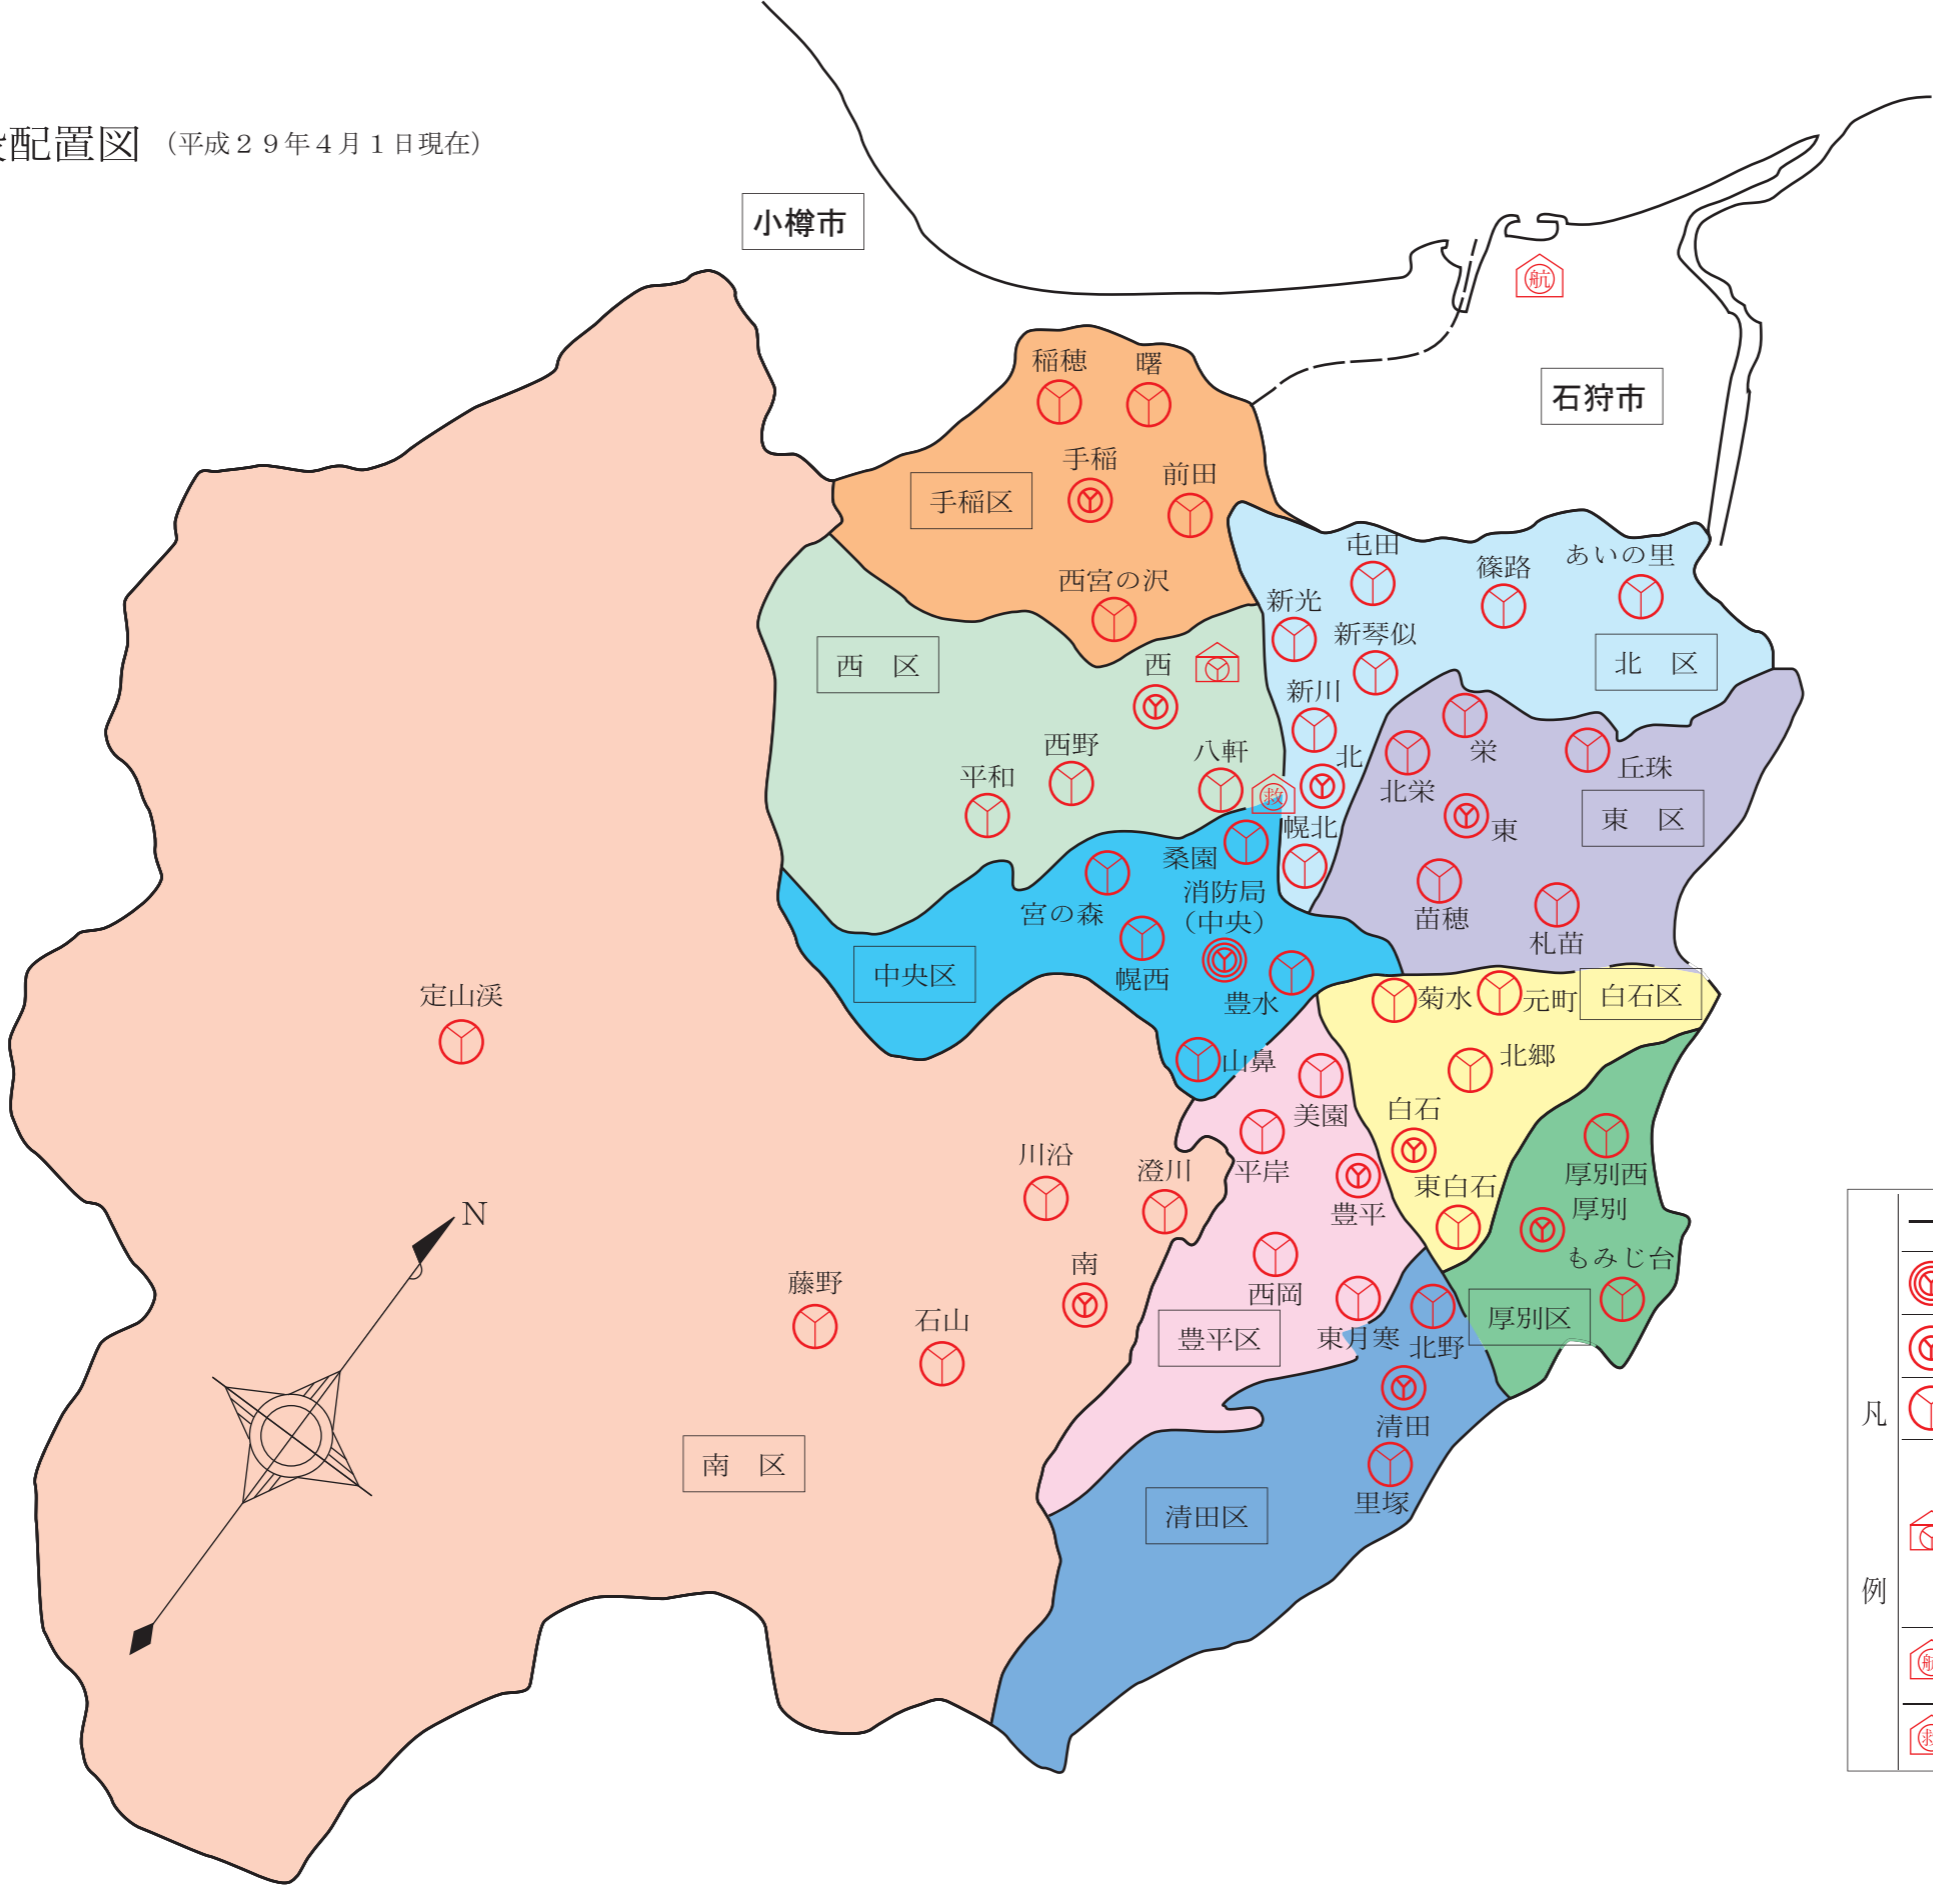 配置図 （平成２９年４月１日現在）
小樽市
航
石狩市
稲穂
曙
手稲
前田
手稲区
西宮の沢
屯田
篠路
あいの里
新光
新琴似
北　区
西　区
西
新川
北
栄
丘珠
北栄
西野
平和
八軒
救
東
東　区
幌北
桑園
消防局
（中央）
宮の森
苗穂
札苗
中央区
幌西
豊水
菊水
元町
白石区
定山渓
山鼻
北郷
美園
白石
川沿
澄川
平岸
厚別西
東白石
豊平
厚別
もみじ台
N
南
藤野
石山
西岡
東月寒
北野
厚別区
豊平区
清田
南　区
里塚
清田区
凡
例
航
救